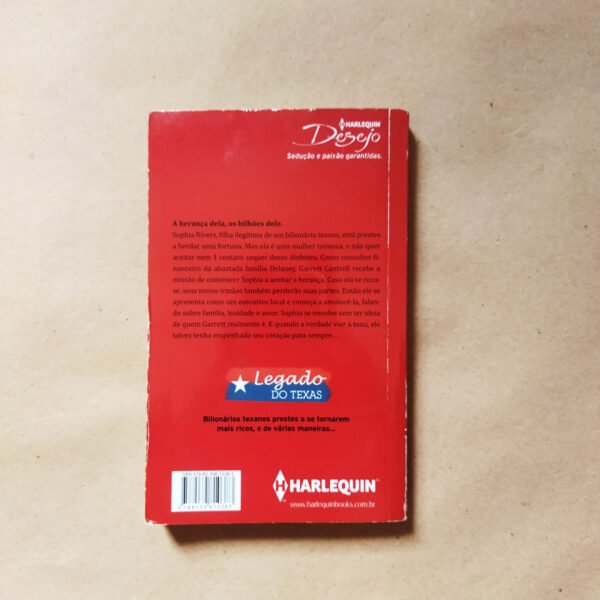 HARLEQUIN
Desejo
Sedução e paixão garantidas.
A herança dela, os bilhões dele.
Sophia Rivers, filha ilegítima de um bilionário texano, está prestes
a herdar uma fortuna. Mas ela é uma mulher teimosa, e não quer
aceitar nem 1 centavo sequer desse dinheiro. Como consultor fi-
nanceiro da abastada família Delaney, Garrett Cantrell recebe a
missão de convencer Sophia a aceitar a herança. Caso ela se recu-
se, seus meios-irmãos também perderão suas partes. Então ele se
apresenta como um executivo local e começa a amolecê-la, falan-
do sobre família, lealdade e amor. Sophia se envolve sem ter ideia
de quem Garrett realmente é. E quando a verdade vier à tona, ele
talvez tenha empenhado seu coração para sempre...
Legado
DO TEXAS
Bilionários texanos prestes a se tornarem
mais ricos, e de várias maneiras...
HARLEQUIN
www.harlequinbooks.com.br